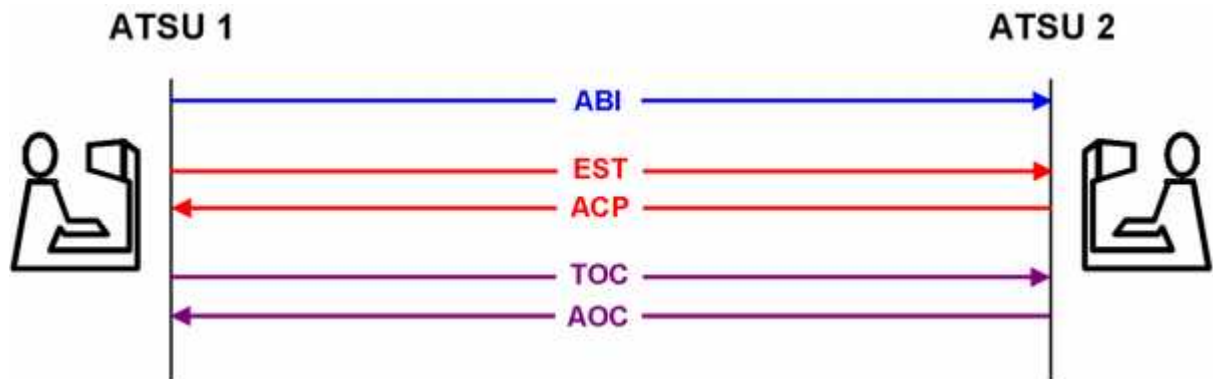 ATSU 1 ATSU 2
ABI
EST
ACP
TOC
AOC